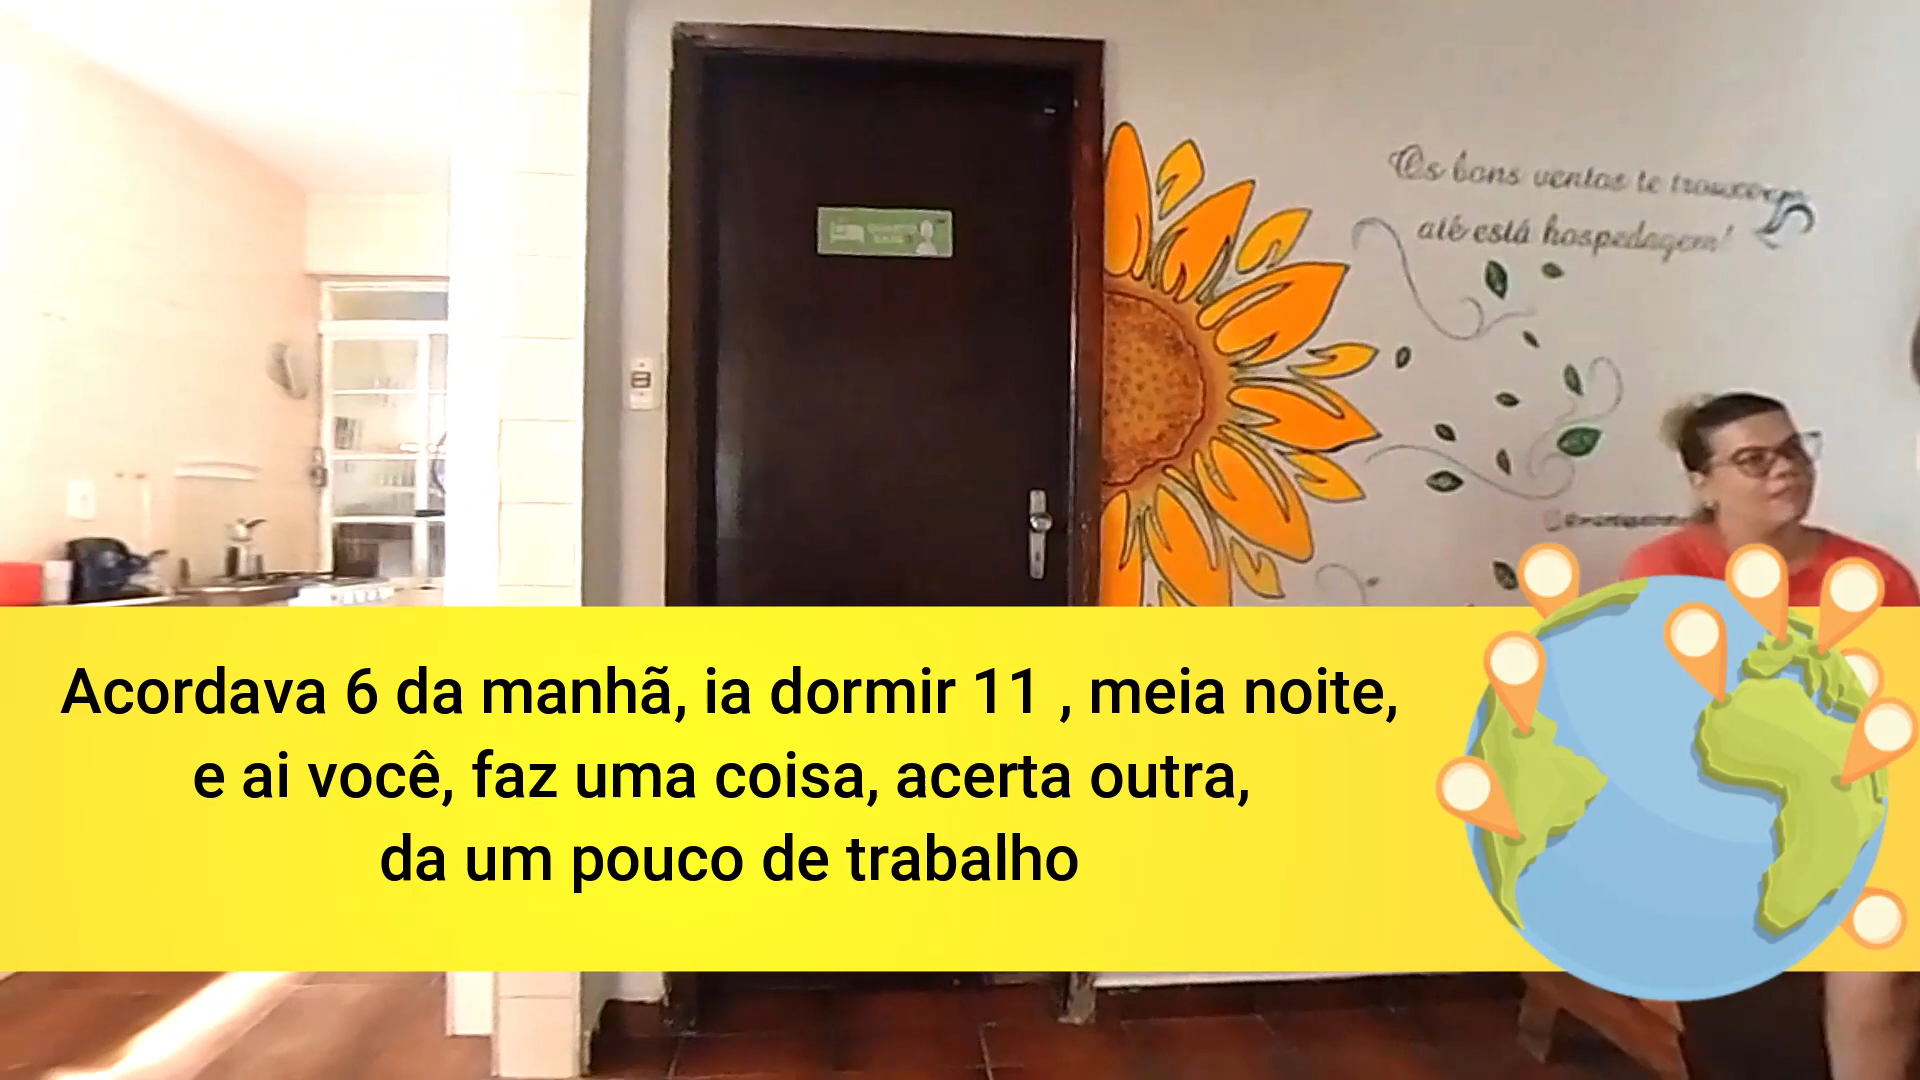 Os bons ventos te trouxeram
até está hospedagem!
Acordava 6 da manhã, ia dormir 11 , meia noite,
e ai você, faz uma coisa, acerta outra,
da um pouco de trabalho